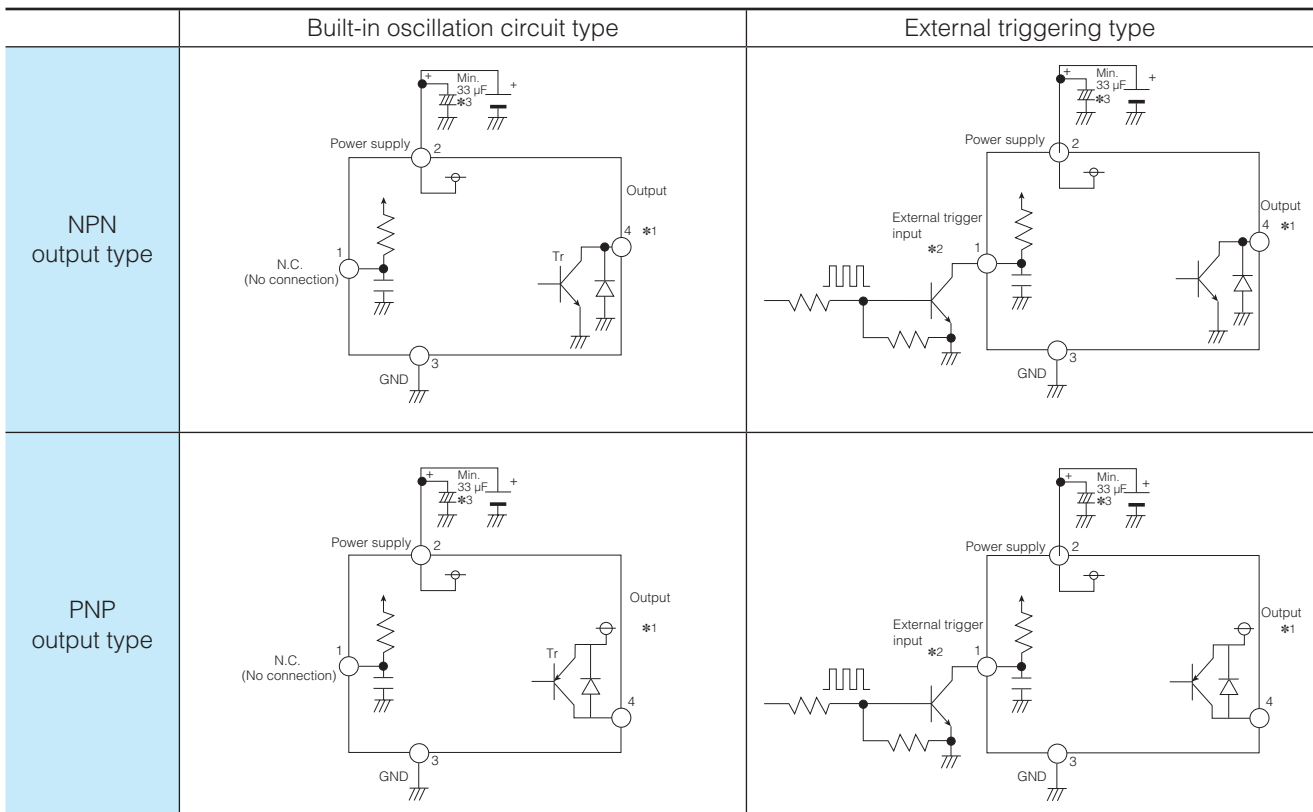 Built-in oscillation circuit type
External triggering type
NPN
output type
+
Min.
33 µF
✽3
+
Power supply
2
Output
4
✽1
1
N.C.
(No connection)
Tr
3
GND
+
Min.
33 µF
✽3
+
Power supply
2
Output
4
✽1
External trigger
input
✽2
1
3
GND
PNP
output type
+
Min.
33 µF
✽3
+
Power supply
2
Output
✽1
1
N.C.
(No connection)
Tr
4
3
GND
+
Min.
33 µF
✽3
+
Power supply
2
Output
✽1
External trigger
input
✽2
1
4
3
GND